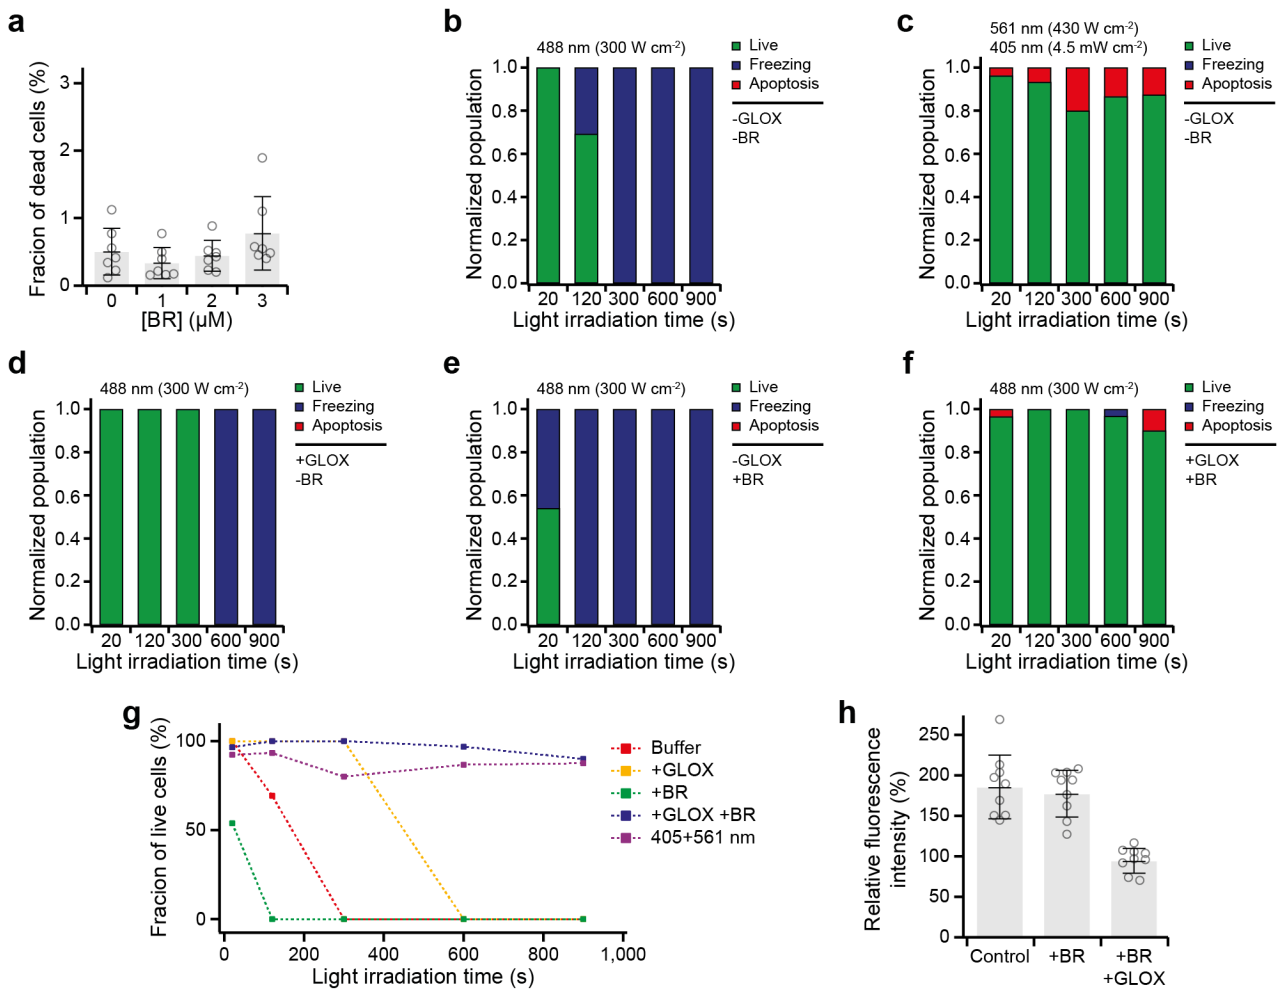 a
Fracion of dead cells (%)
3
2
1
0
0 1 2 3
[BR] (µM)
b
488 nm (300 W cm-2)
Live
Freezing
Apoptosis
-GLOX
-BR
Normalized population
1.0
0.8
0.6
0.4
0.2
0.0
20 120 300 600 900
Light irradiation time (s)
c
561 nm (430 W cm-2)
405 nm (4.5 mW cm-2)
Live
Freezing
Apoptosis
-GLOX
-BR
Normalized population
1.0
0.8
0.6
0.4
0.2
0.0
20 120 300 600 900
Light irradiation time (s)
d
488 nm (300 W cm-2)
Live
Freezing
Apoptosis
+GLOX
-BR
Normalized population
1.0
0.8
0.6
0.4
0.2
0.0
20 120 300 600 900
Light irradiation time (s)
e
488 nm (300 W cm-2)
Live
Freezing
Apoptosis
-GLOX
+BR
Normalized population
1.0
0.8
0.6
0.4
0.2
0.0
20 120 300 600 900
Light irradiation time (s)
f
488 nm (300 W cm-2)
Live
Freezing
Apoptosis
+GLOX
+BR
Normalized population
1.0
0.8
0.6
0.4
0.2
0.0
20 120 300 600 900
Light irradiation time (s)
g
Fracion of live cells (%)
100
50
0
0 200 400 600 800 1,000
Light irradiation time (s)
Buffer
+GLOX
+BR
+GLOX +BR
405+561 nm
h
Relative fluorescence
intensity (%)
250
200
150
100
50
0
Control +BR +BR
+GLOX